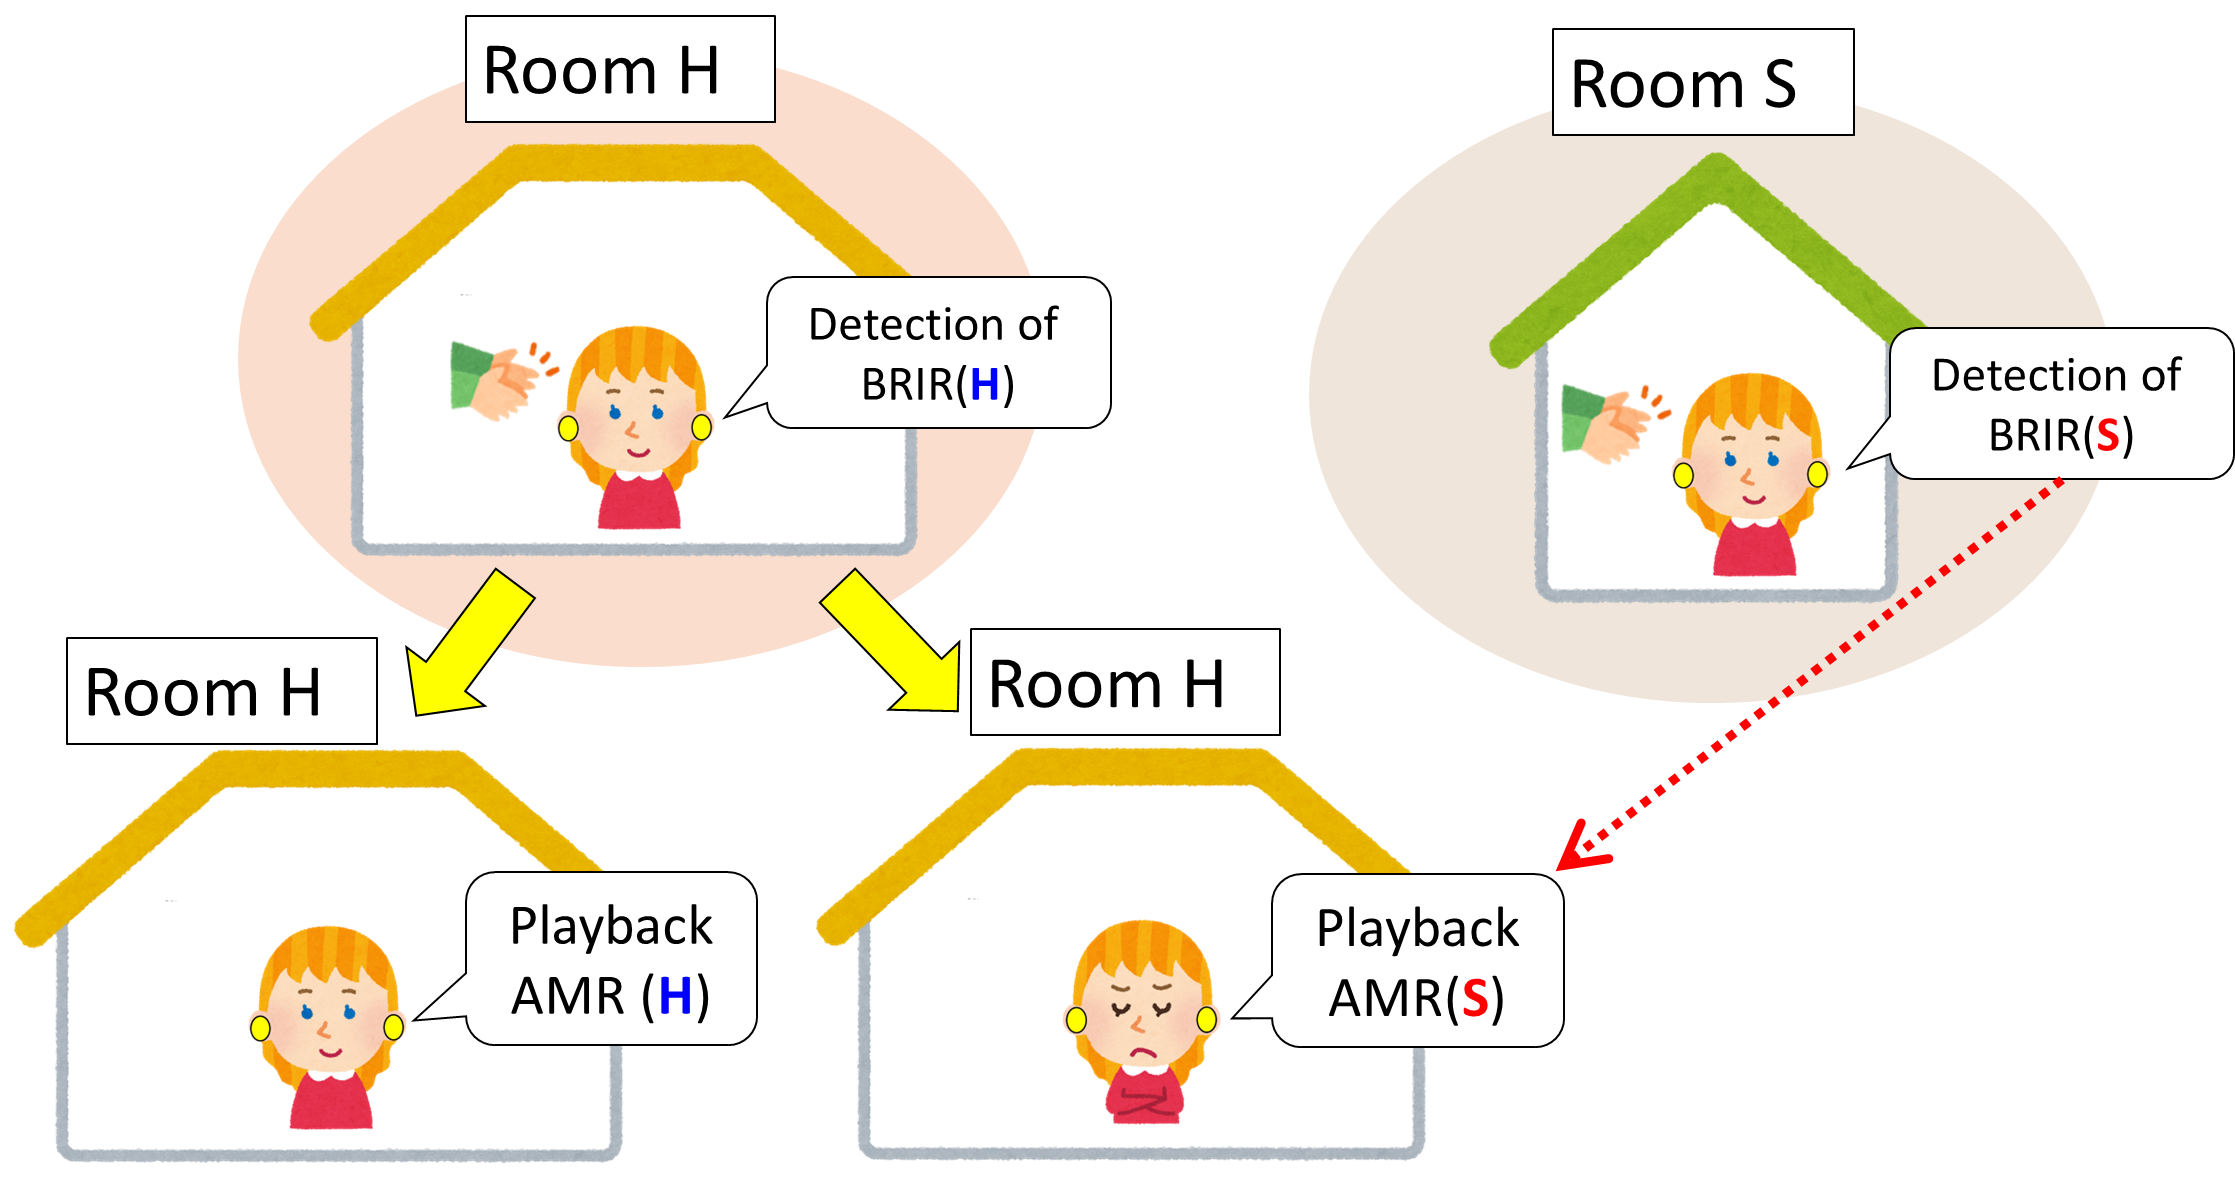 Room H
Room S
Detection of
BRIR(H)
Detection of
BRIR(S)
Room H
Room H
Playback
AMR (H)
Playback
AMR(S)